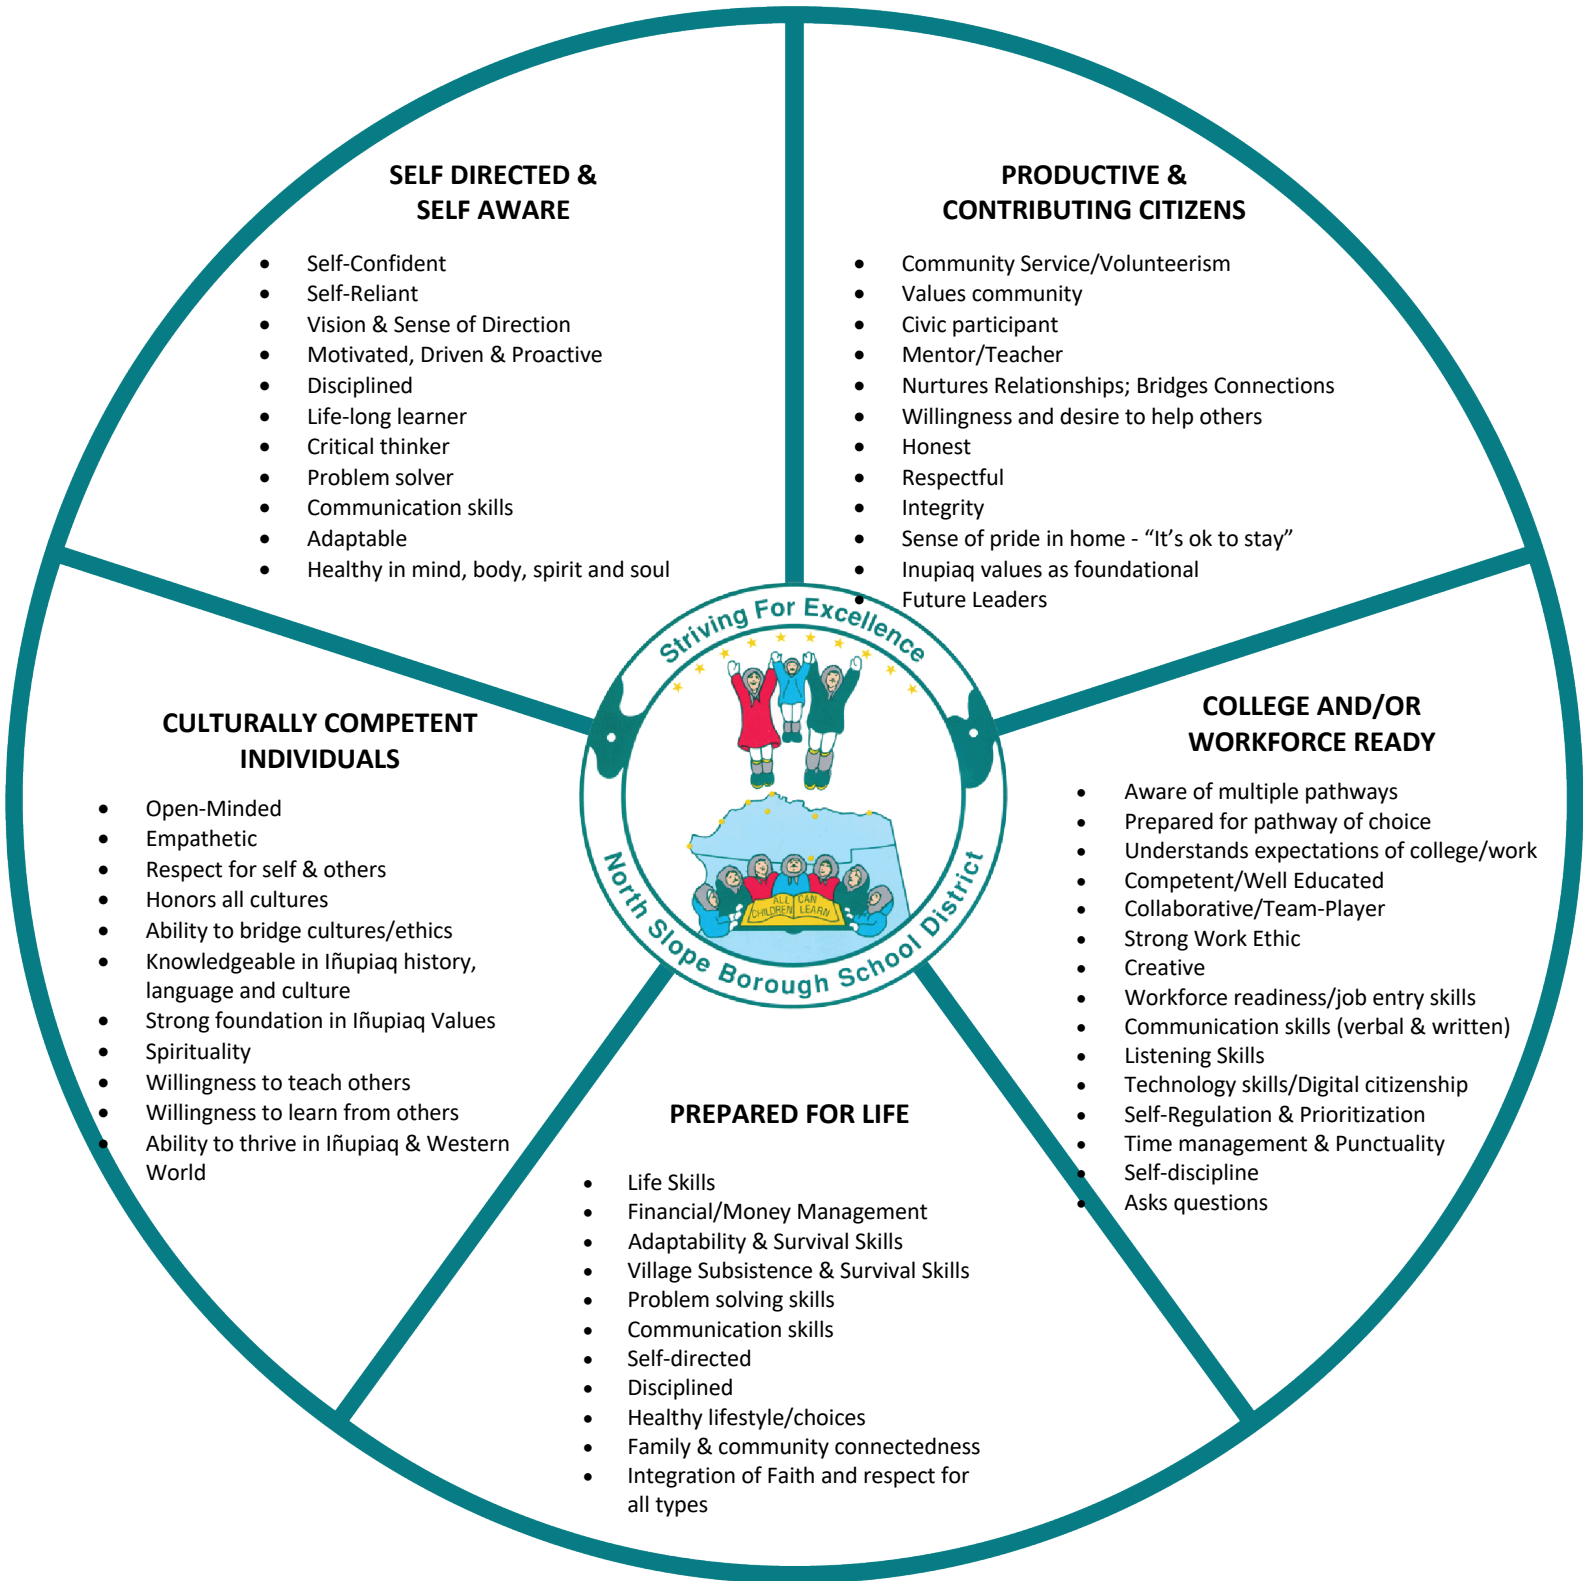 SELF DIRECTED &
SELF AWARE
• Self-Confident
• Self-Reliant
• Vision & Sense of Direction
• Motivated, Driven & Proactive
• Disciplined
• Life-long learner
• Critical thinker
• Problem solver
• Communication skills
• Adaptable
• Healthy in mind, body, spirit and soul
PRODUCTIVE &
CONTRIBUTING CITIZENS
• Community Service/Volunteerism
• Values community
• Civic participant
• Mentor/Teacher
• Nurtures Relationships; Bridges Connections
• Willingness and desire to help others
• Honest
• Respectful
• Integrity
• Sense of pride in home - “It’s ok to stay”
• Inupiaq values as foundational
• Future Leaders
Striving For Excellence
ALL CAN
CHILDREN LEARN
North Slope Borough School District
CULTURALLY COMPETENT
INDIVIDUALS
• Open-Minded
• Empathetic
• Respect for self & others
• Honors all cultures
• Ability to bridge cultures/ethics
• Knowledgeable in Iñupiaq history,
language and culture
• Strong foundation in Iñupiaq Values
• Spirituality
• Willingness to teach others
• Willingness to learn from others
• Ability to thrive in Iñupiaq & Western
World
COLLEGE AND/OR
WORKFORCE READY
• Aware of multiple pathways
• Prepared for pathway of choice
• Understands expectations of college/work
• Competent/Well Educated
• Collaborative/Team-Player
• Strong Work Ethic
• Creative
• Workforce readiness/job entry skills
• Communication skills (verbal & written)
• Listening Skills
• Technology skills/Digital citizenship
• Self-Regulation & Prioritization
• Time management & Punctuality
• Self-discipline
• Asks questions
PREPARED FOR LIFE
• Life Skills
• Financial/Money Management
• Adaptability & Survival Skills
• Village Subsistence & Survival Skills
• Problem solving skills
• Communication skills
• Self-directed
• Disciplined
• Healthy lifestyle/choices
• Family & community connectedness
• Integration of Faith and respect for
all types